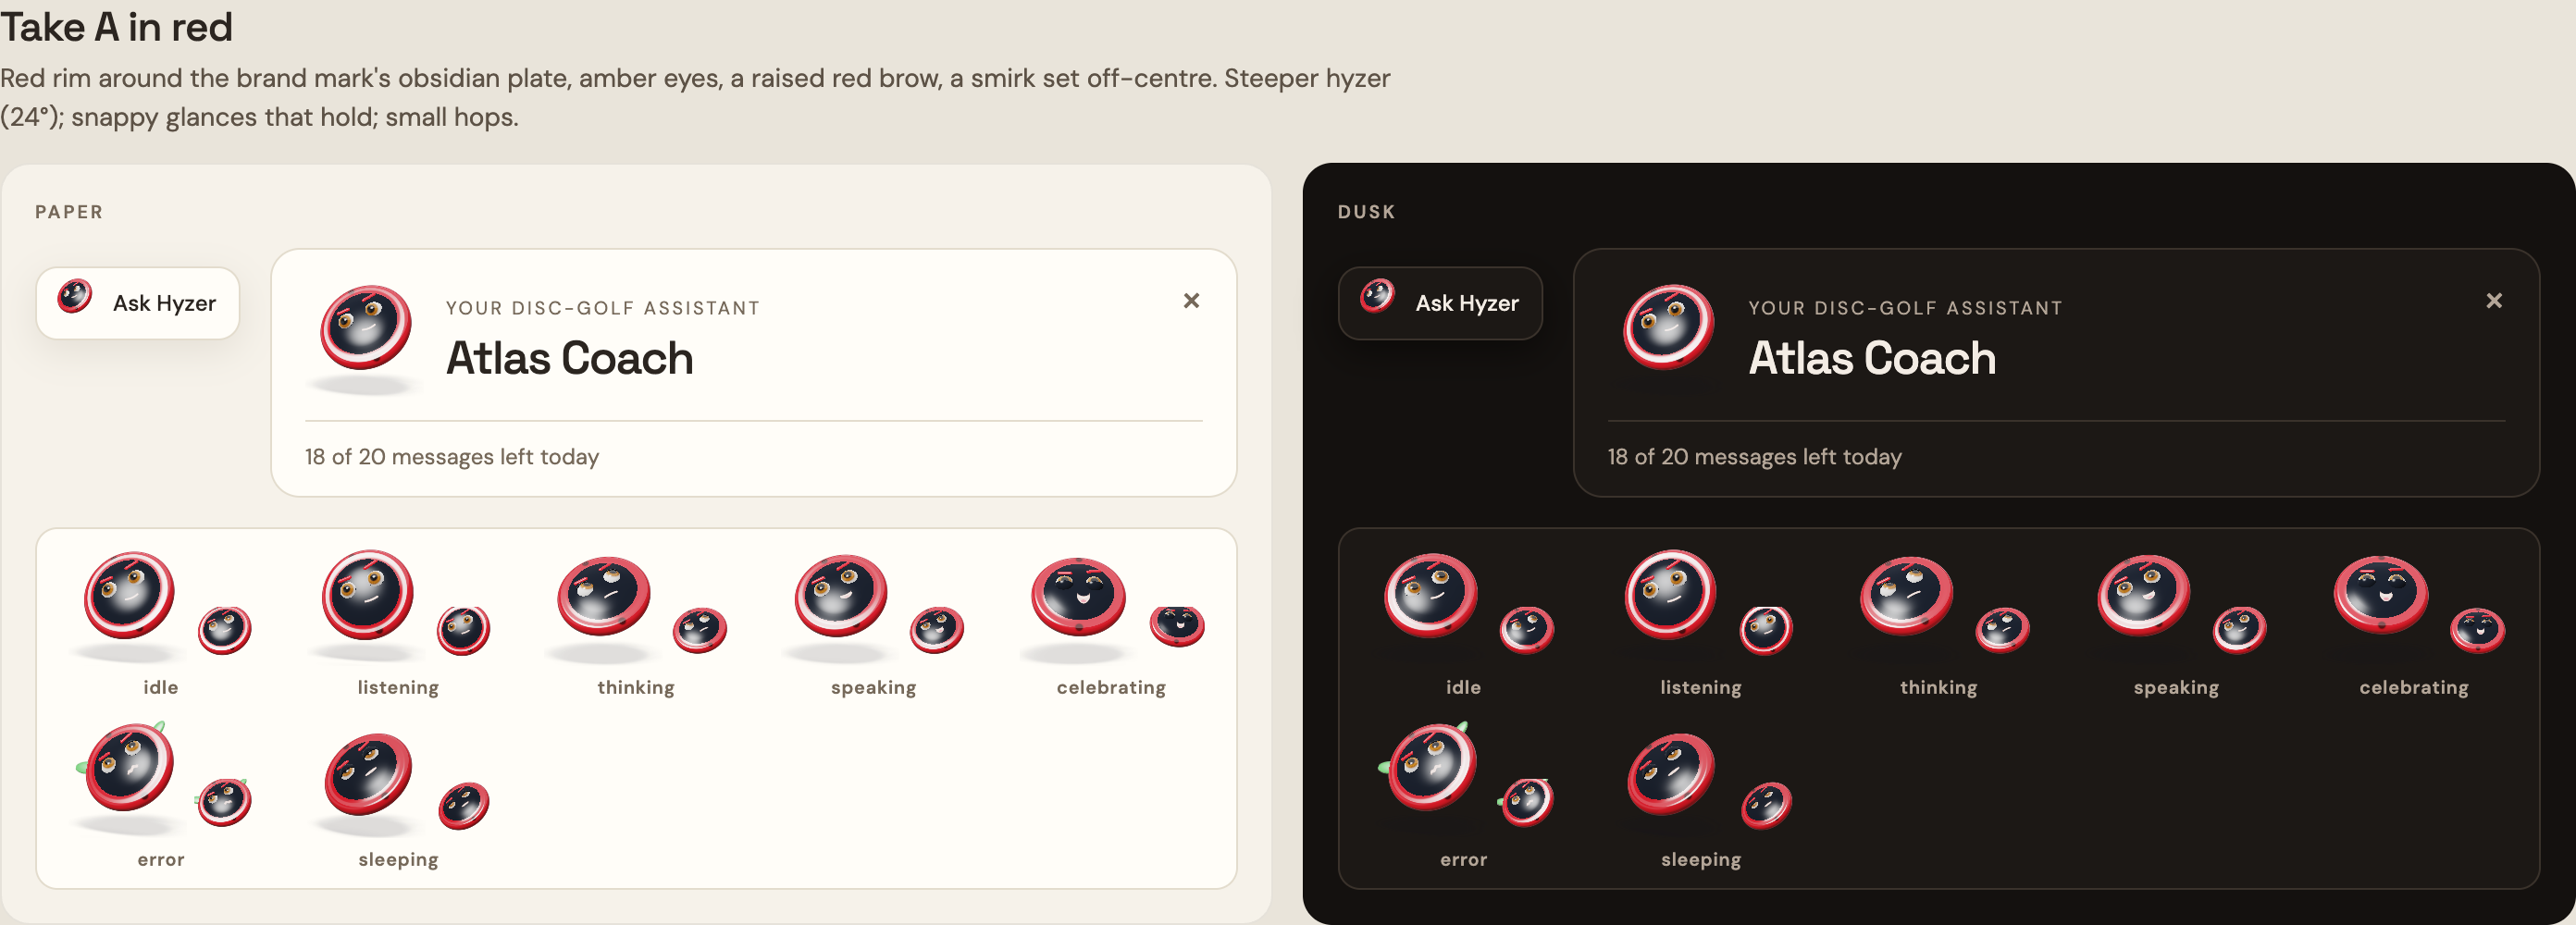 Take A in red
Red rim around the brand mark's obsidian plate, amber eyes, a raised red brow, a smirk set off-centre. Steeper hyzer
(24°); snappy glances that hold; small hops.
PAPER
Ask Hyzer
YOUR DISC-GOLF ASSISTANT
Atlas Coach
×
18 of 20 messages left today
idle
listening
thinking
speaking
celebrating
error
sleeping
DUSK
Ask Hyzer
YOUR DISC-GOLF ASSISTANT
Atlas Coach
×
18 of 20 messages left today
idle
listening
thinking
speaking
celebrating
error
sleeping